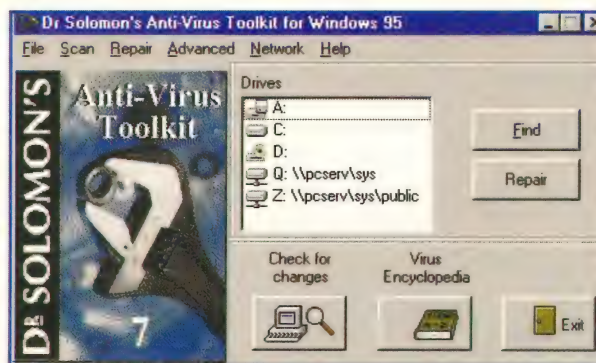 Dr Solomon's Anti-Virus Toolkit for Windows 95
File Scan Repair Advanced Network Help
DR SOLOMON'S
Anti-Virus
Toolkit
7
Drives
A:
C:
D:
Q: \\pcserv\sys
Z: \\pcserv\sys\public
Find
Repair
Check for
changes
Virus
Encyclopedia
Exit